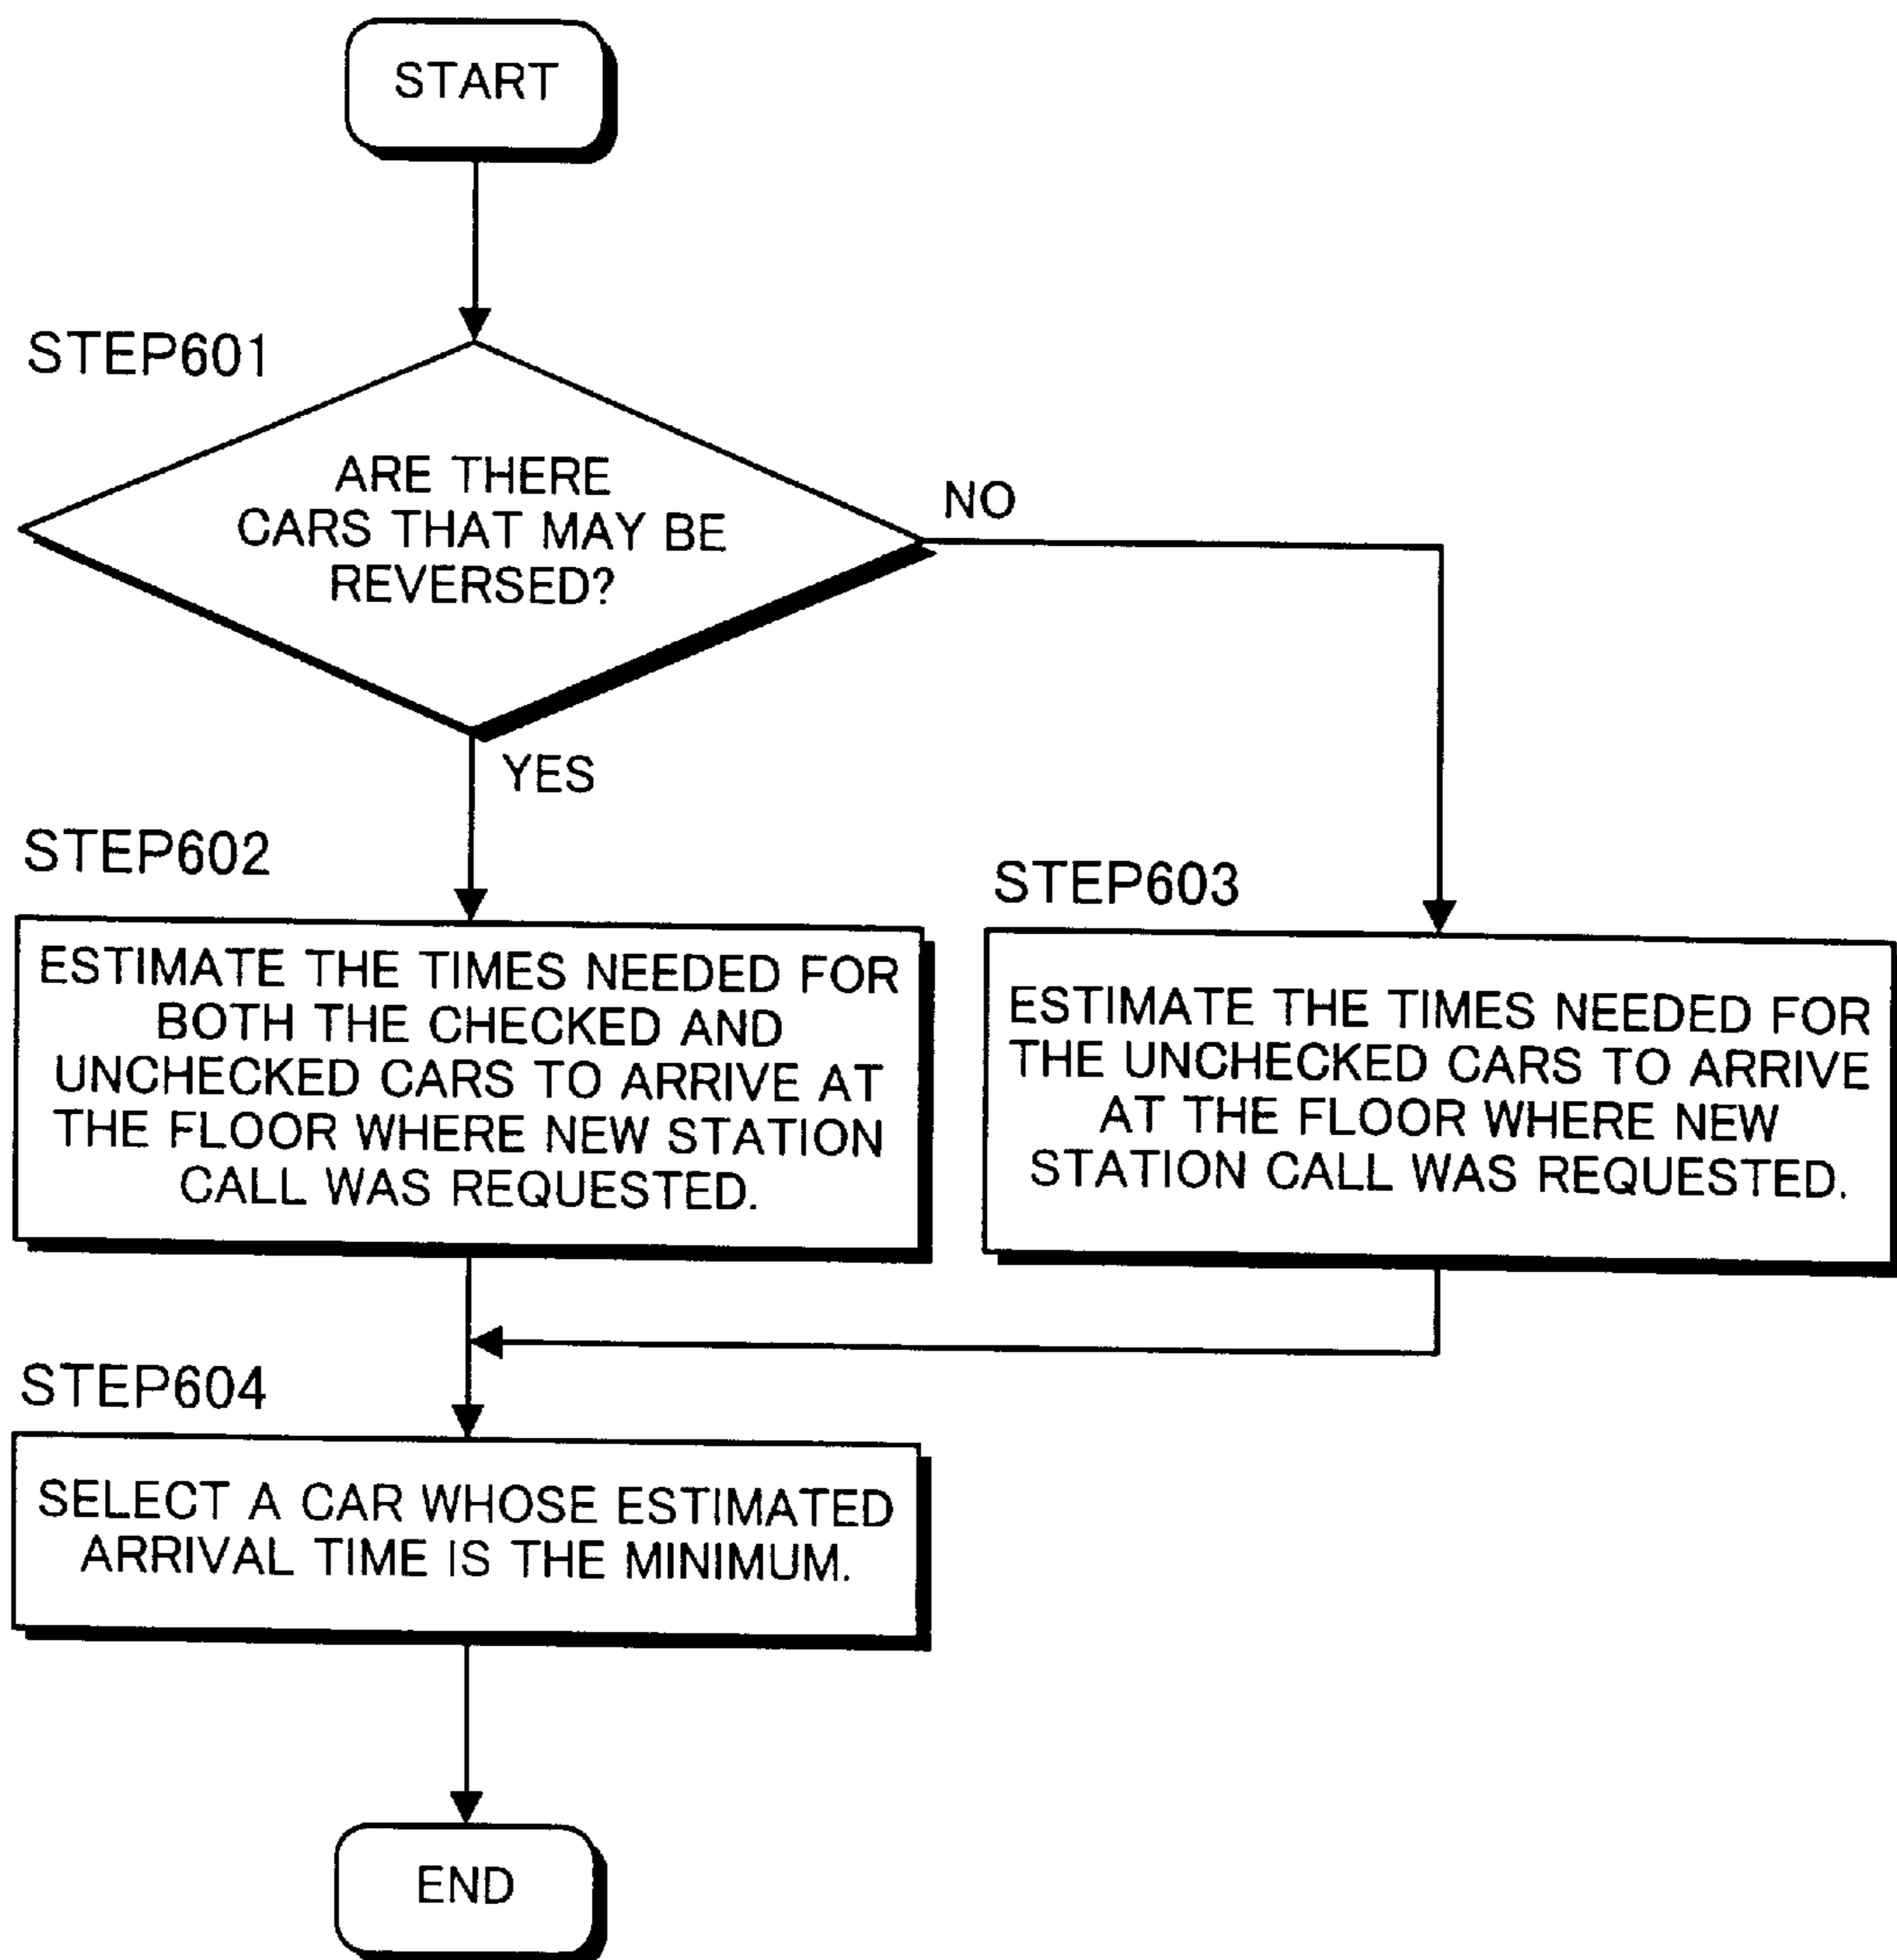 START
STEP601
ARE THERE
CARS THAT MAY BE
REVERSED?
NO
YES
STEP602
ESTIMATE THE TIMES NEEDED FOR
BOTH THE CHECKED AND
UNCHECKED CARS TO ARRIVE AT
THE FLOOR WHERE NEW STATION
CALL WAS REQUESTED.
STEP603
ESTIMATE THE TIMES NEEDED FOR
THE UNCHECKED CARS TO ARRIVE
AT THE FLOOR WHERE NEW
STATION CALL WAS REQUESTED.
STEP604
SELECT A CAR WHOSE ESTIMATED
ARRIVAL TIME IS THE MINIMUM.
END